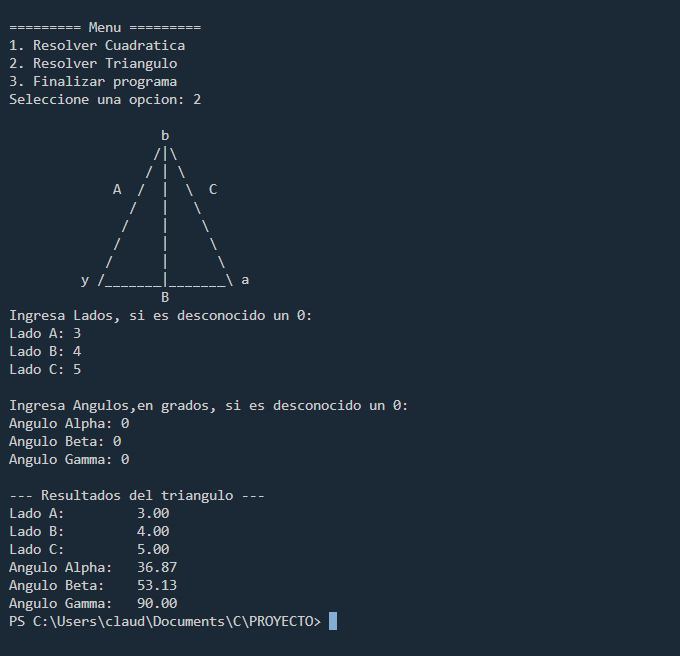 ========= Menu =========
1. Resolver Cuadratica
2. Resolver Triangulo
3. Finalizar programa
Seleccione una opcion: 2
                   b
                  /|\
                 / | \
             A  /  |  \  C
               /   |   \
              /    |    \
             /     |     \
            /      |      \
         y /_______|_______\ a
                   B
Ingresa Lados, si es desconocido un 0:
Lado A: 3
Lado B: 4
Lado C: 5
Ingresa Angulos,en grados, si es desconocido un 0:
Angulo Alpha: 0
Angulo Beta: 0
Angulo Gamma: 0
--- Resultados del triangulo ---
Lado A:         3.00
Lado B:         4.00
Lado C:         5.00
Angulo Alpha:   36.87
Angulo Beta:    53.13
Angulo Gamma:   90.00
PS C:\Users\claud\Documents\C\PROYECTO>